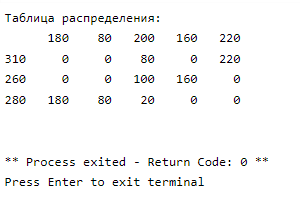 Таблица распределения:
180 80 200 160 220
310 0 0 80 0 220
260 0 0 100 160 0
280 180 80 20 0 0
** Process exited - Return Code: 0 **
Press Enter to exit terminal